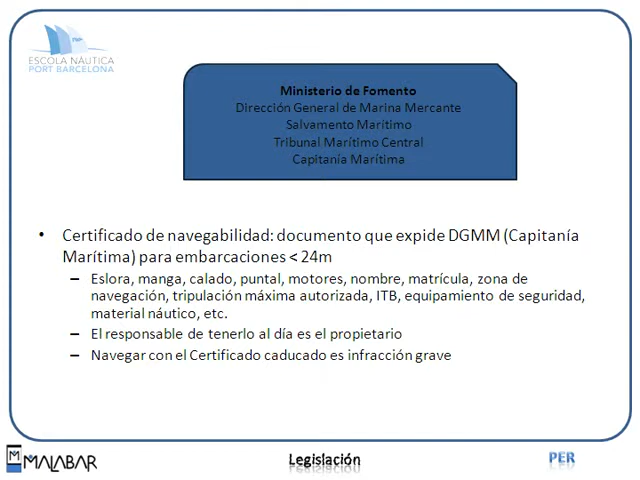 ESCOLA NÁUTICA
PORT BARCELONA
Ministerio de Fomento
Dirección General de Marina Mercante
Salvamento Marítimo
Tribunal Marítimo Central
Capitanía Marítima
• Certificado de navegabilidad: documento que expide DGMM (Capitanía
Marítima) para embarcaciones < 24m
– Eslora, manga, calado, puntal, motores, nombre, matrícula, zona de
navegación, tripulación máxima autorizada, ITB, equipamiento de seguridad,
material náutico, etc.
– El responsable de tenerlo al día es el propietario
– Navegar con el Certificado caducado es infracción grave
MALABAR
Legislación
PER